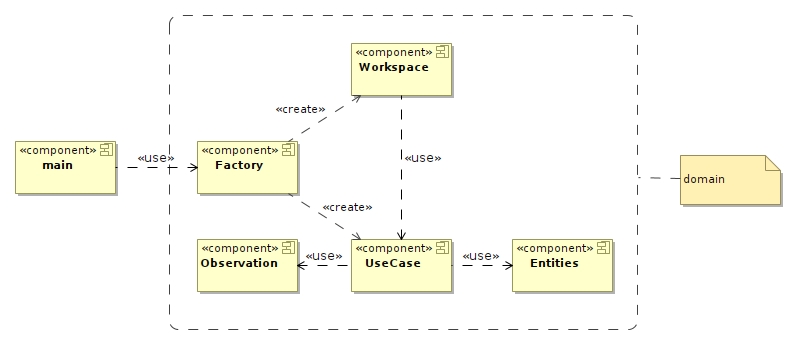 «component»
Workspace
«create»
«component»
main
«use»
«component»
Factory
«use»
domain
«create»
«component»
Observation
«use»
«component»
UseCase
«use»
«component»
Entities